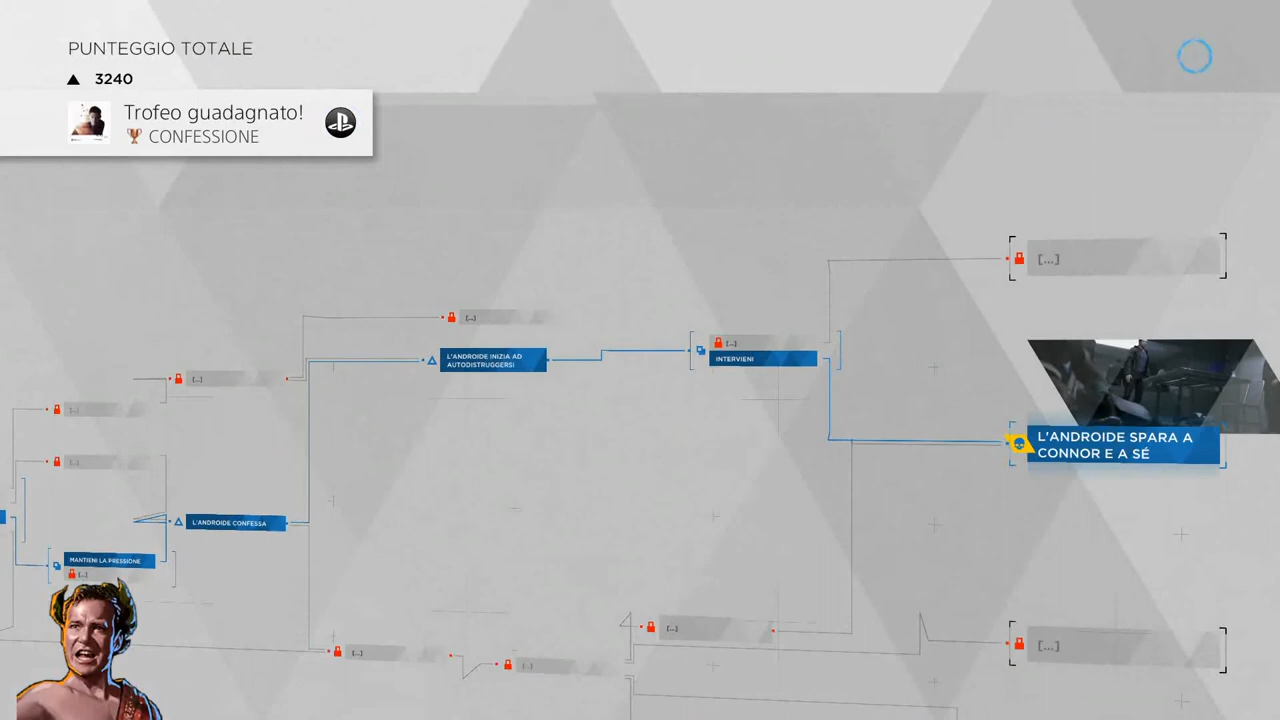 PUNTEGGIO TOTALE
3240
Trofeo guadagnato!
CONFESSIONE
[...]
[...]
L'ANDROIDE INIZIA AD
AUTODISTRUGGERSI
[...]
INTERVIENI
[...]
[...]
L'ANDROIDE SPARA A
CONNOR E A SÉ
[...]
L'ANDROIDE CONFESSA
MANTIENI LA PRESSIONE
[...]
[...]
[...]
[...]
[...]